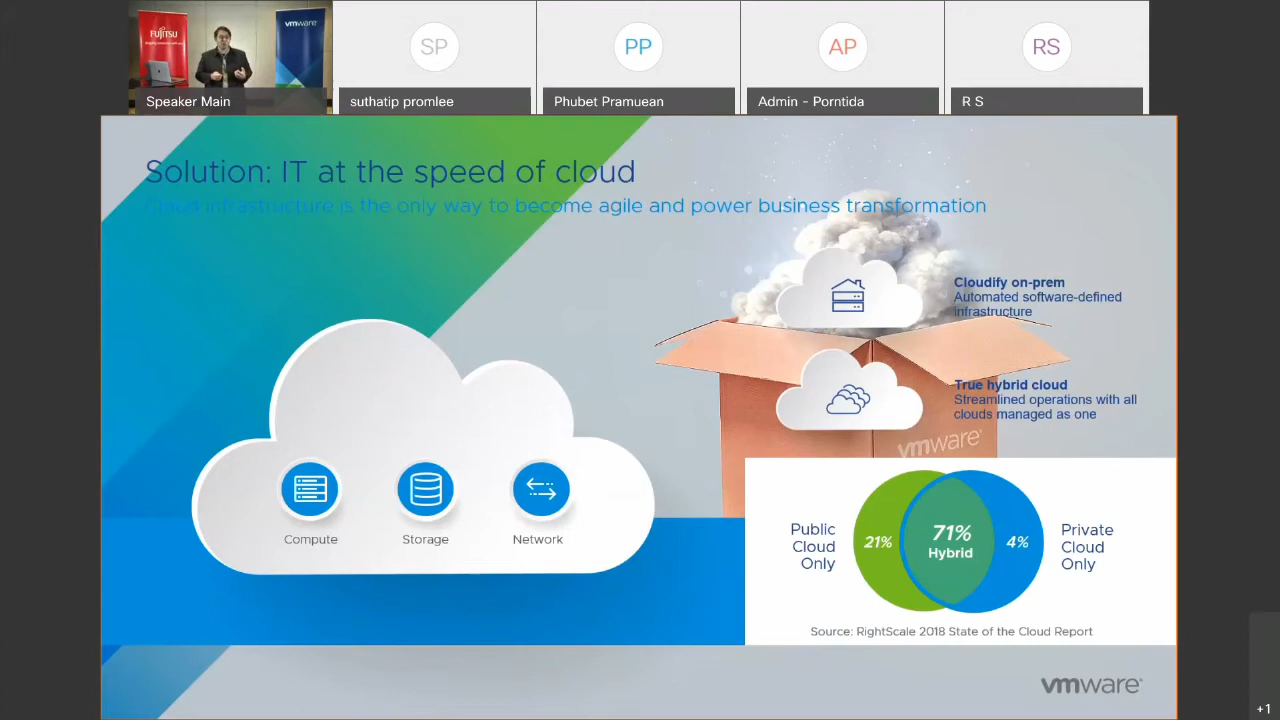 FUJITSU
vmware
SP
PP
AP
RS
Speaker Main
suthatip promlee
Phubet Pramuean
Admin - Porntida
R S
Solution: IT at the speed of cloud
Cloud infrastructure is the only way to become agile and power business transformation
Cloudify on-prem
Automated software-defined
infrastructure
True hybrid cloud
Streamlined operations with all
clouds managed as one
vmware
Compute
Storage
Network
Public
Cloud
Only
21%
71%
Hybrid
4%
Private
Cloud
Only
Source: RightScale 2018 State of the Cloud Report
vmware
+1